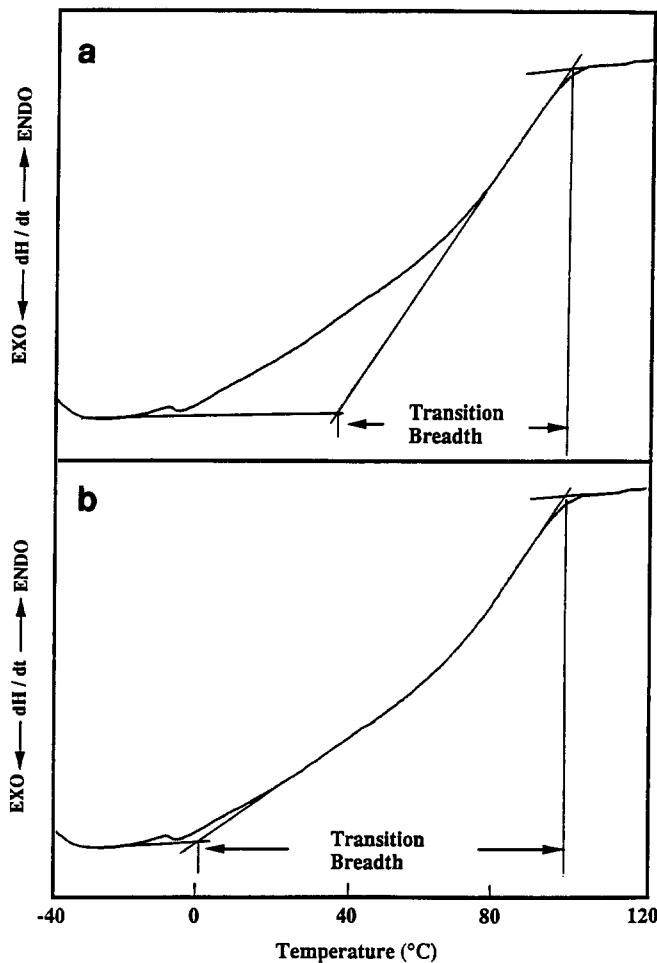 a
EXO ← dH / dt → ENDO
Transition
Breadth
b
EXO ← dH / dt → ENDO
Transition
Breadth
-40 0 40 80 120
Temperature (°C)